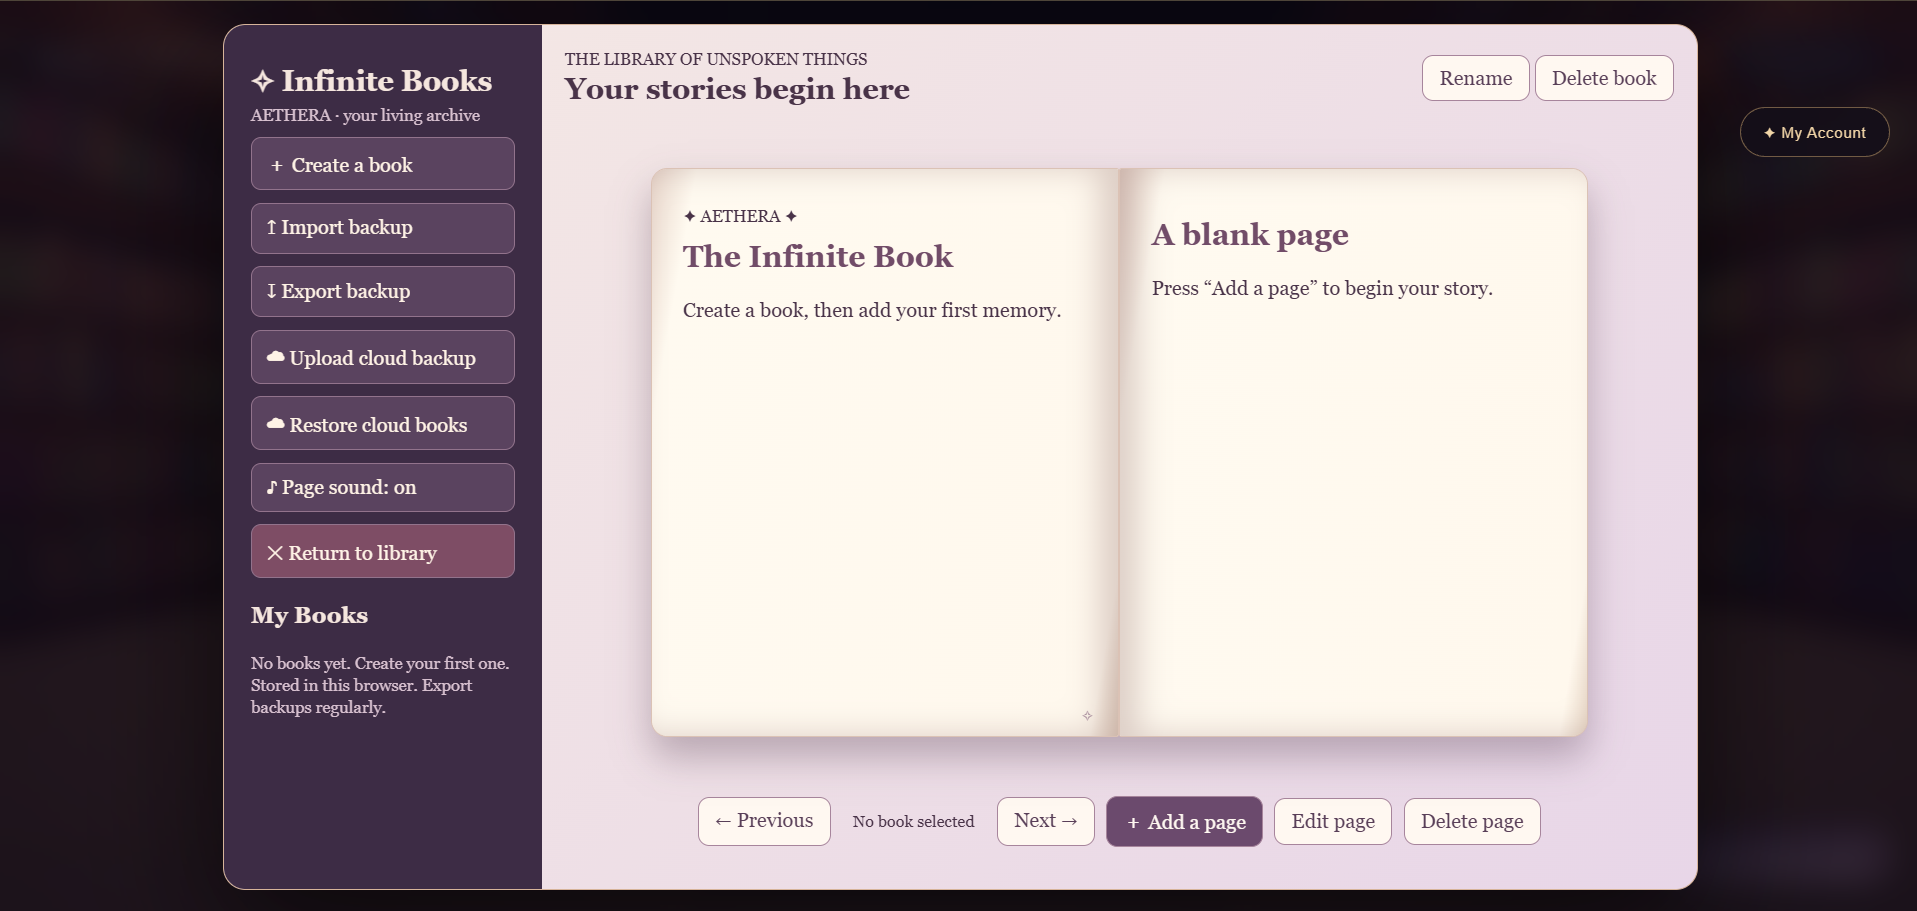 ✧ Infinite Books
AETHERA · your living archive
+ Create a book
↥ Import backup
↧ Export backup
☁ Upload cloud backup
☁ Restore cloud books
♪ Page sound: on
✕ Return to library
My Books
No books yet. Create your first one.
Stored in this browser. Export
backups regularly.
THE LIBRARY OF UNSPOKEN THINGS
Your stories begin here
Rename
Delete book
✦ My Account
✦ AETHERA ✦
The Infinite Book
Create a book, then add your first memory.
A blank page
Press “Add a page” to begin your story.
← Previous
No book selected
Next →
+ Add a page
Edit page
Delete page